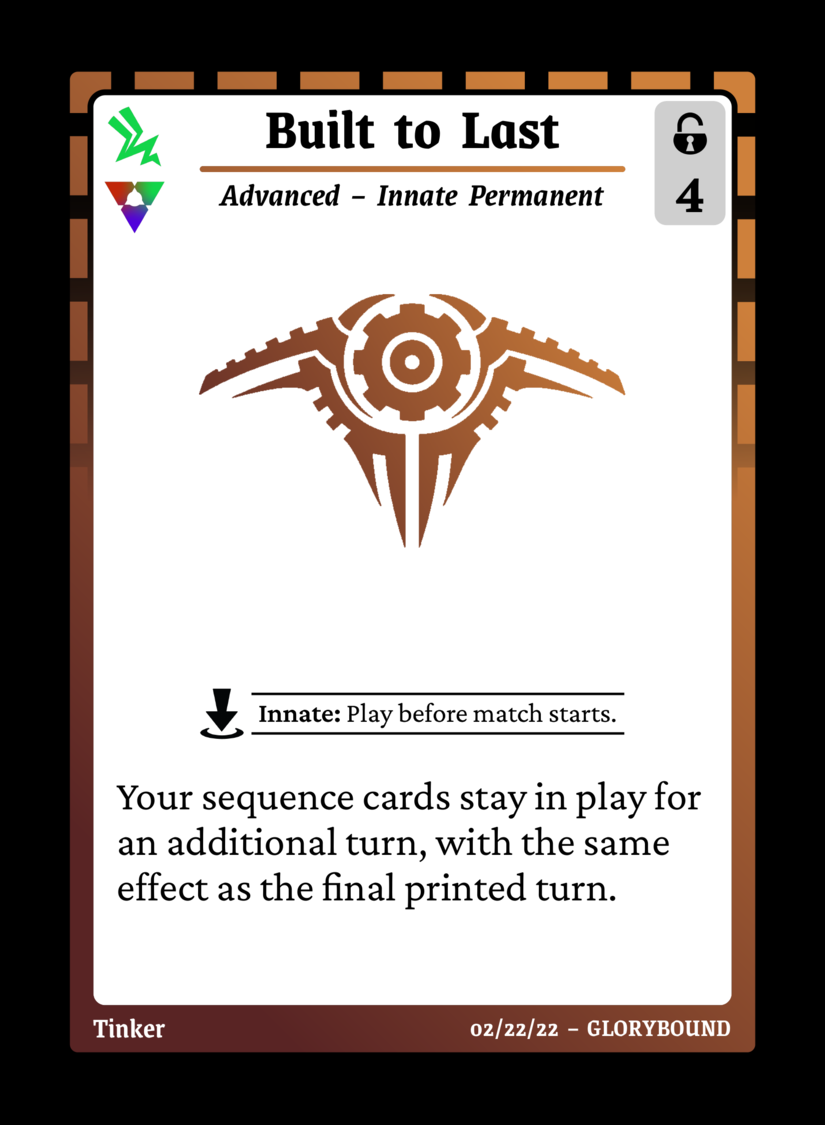 Built to Last
4
Advanced – Innate Permanent
Innate: Play before match starts.
Your sequence cards stay in play for
an additional turn, with the same
effect as the final printed turn.
Tinker
02/22/22 – GLORYBOUND